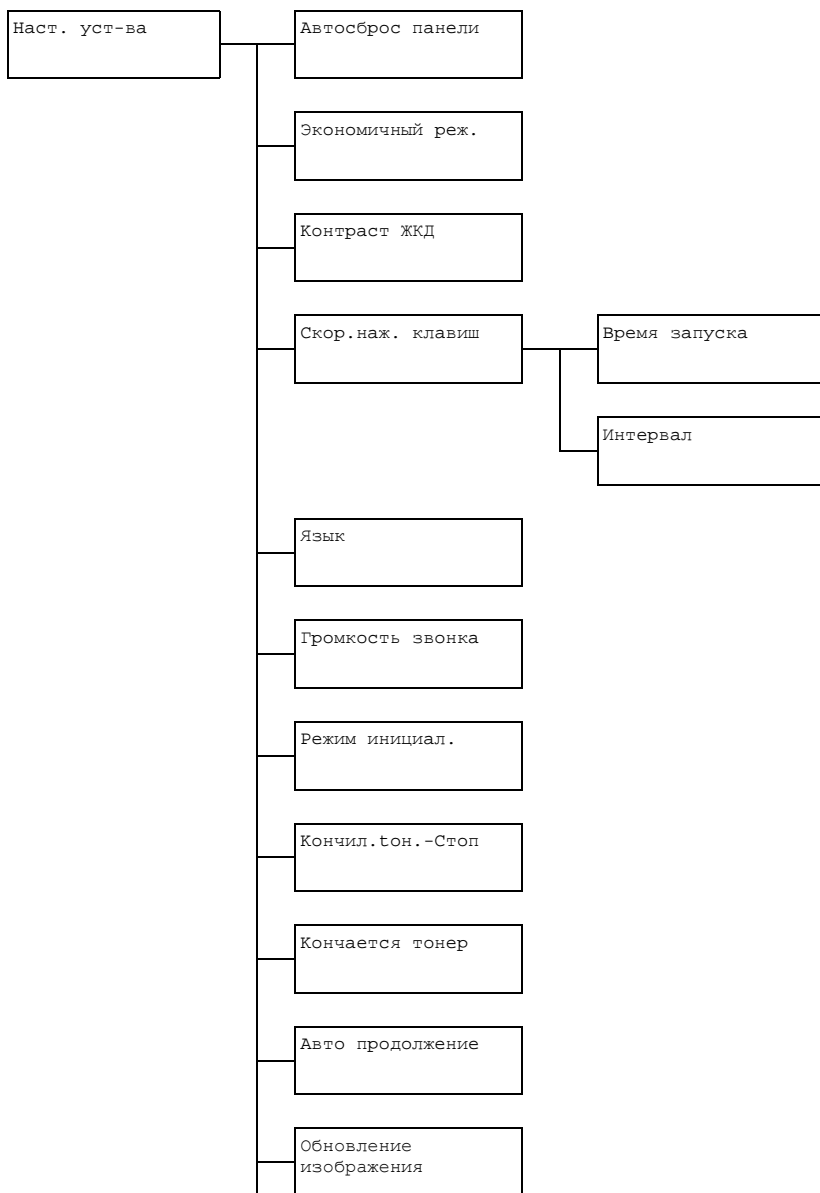 Наст. уст-ва
Автосброс панели
Экономичный реж.
Контраст ЖКД
Скор.наж. клавиш
Время запуска
Интервал
Язык
Громкость звонка
Режим инициал.
Кончил.tон.-Стоп
Кончается тонер
Авто продолжение
Обновление
изображения